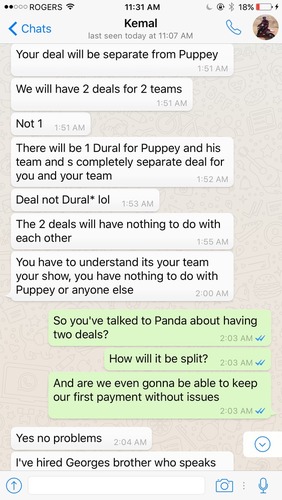 ROGERS 11:31 AM 18%
Chats Kemal
last seen today at 11:07 AM
Your deal will be separate from Puppey
1:51 AM
We will have 2 deals for 2 teams
1:51 AM
Not 1 1:51 AM
There will be 1 Dural for Puppey and his
team and s completely separate deal for
you and your team 1:52 AM
Deal not Dural* lol 1:53 AM
The 2 deals will have nothing to do with
each other 1:55 AM
You have to understand its your team
your show, you have nothing to do with
Puppey or anyone else 2:00 AM
So you've talked to Panda about having
two deals? 2:03 AM
How will it be split? 2:03 AM
And are we even gonna be able to keep
our first payment without issues
2:03 AM
Yes no problems 2:04 AM
I've hired Georges brother who speaks